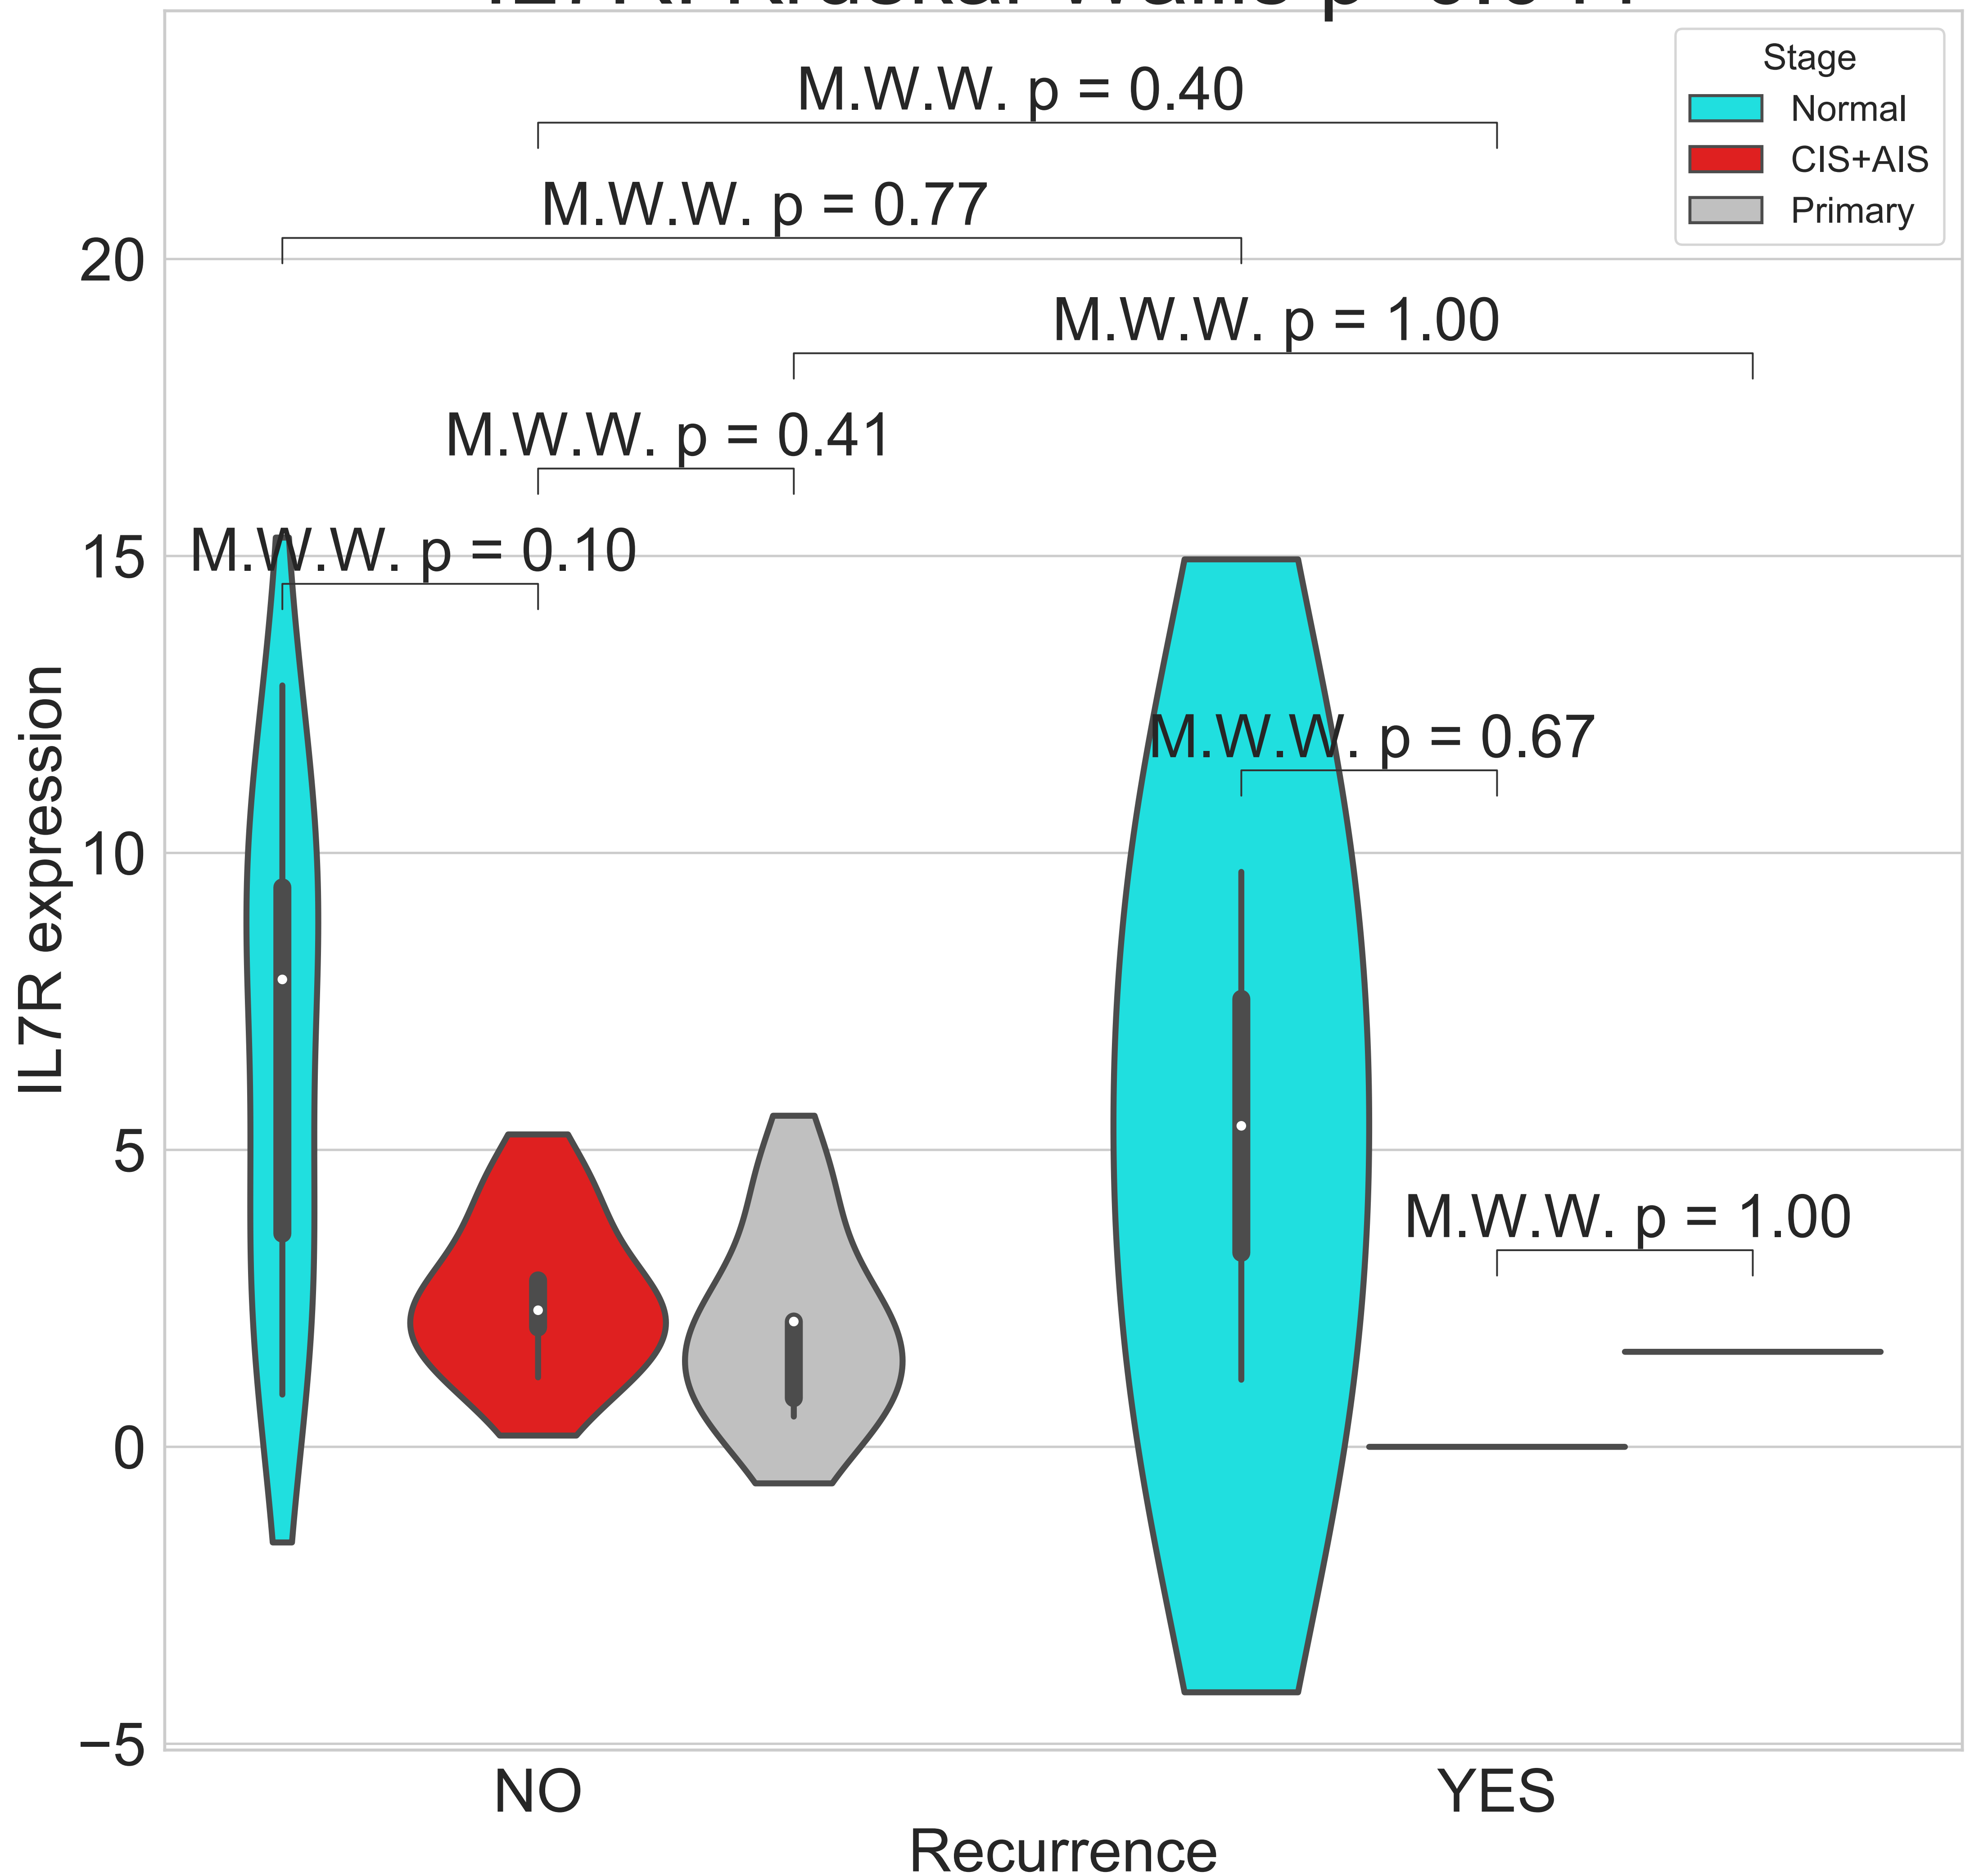 Stage
Normal
CIS+AIS
Primary
M.W.W. p = 0.40
M.W.W. p = 0.77
M.W.W. p = 1.00
M.W.W. p = 0.41
M.W.W. p = 0.10
M.W.W. p = 0.67
M.W.W. p = 1.00
IL7R expression
20
15
10
5
0
−5
NO
YES
Recurrence